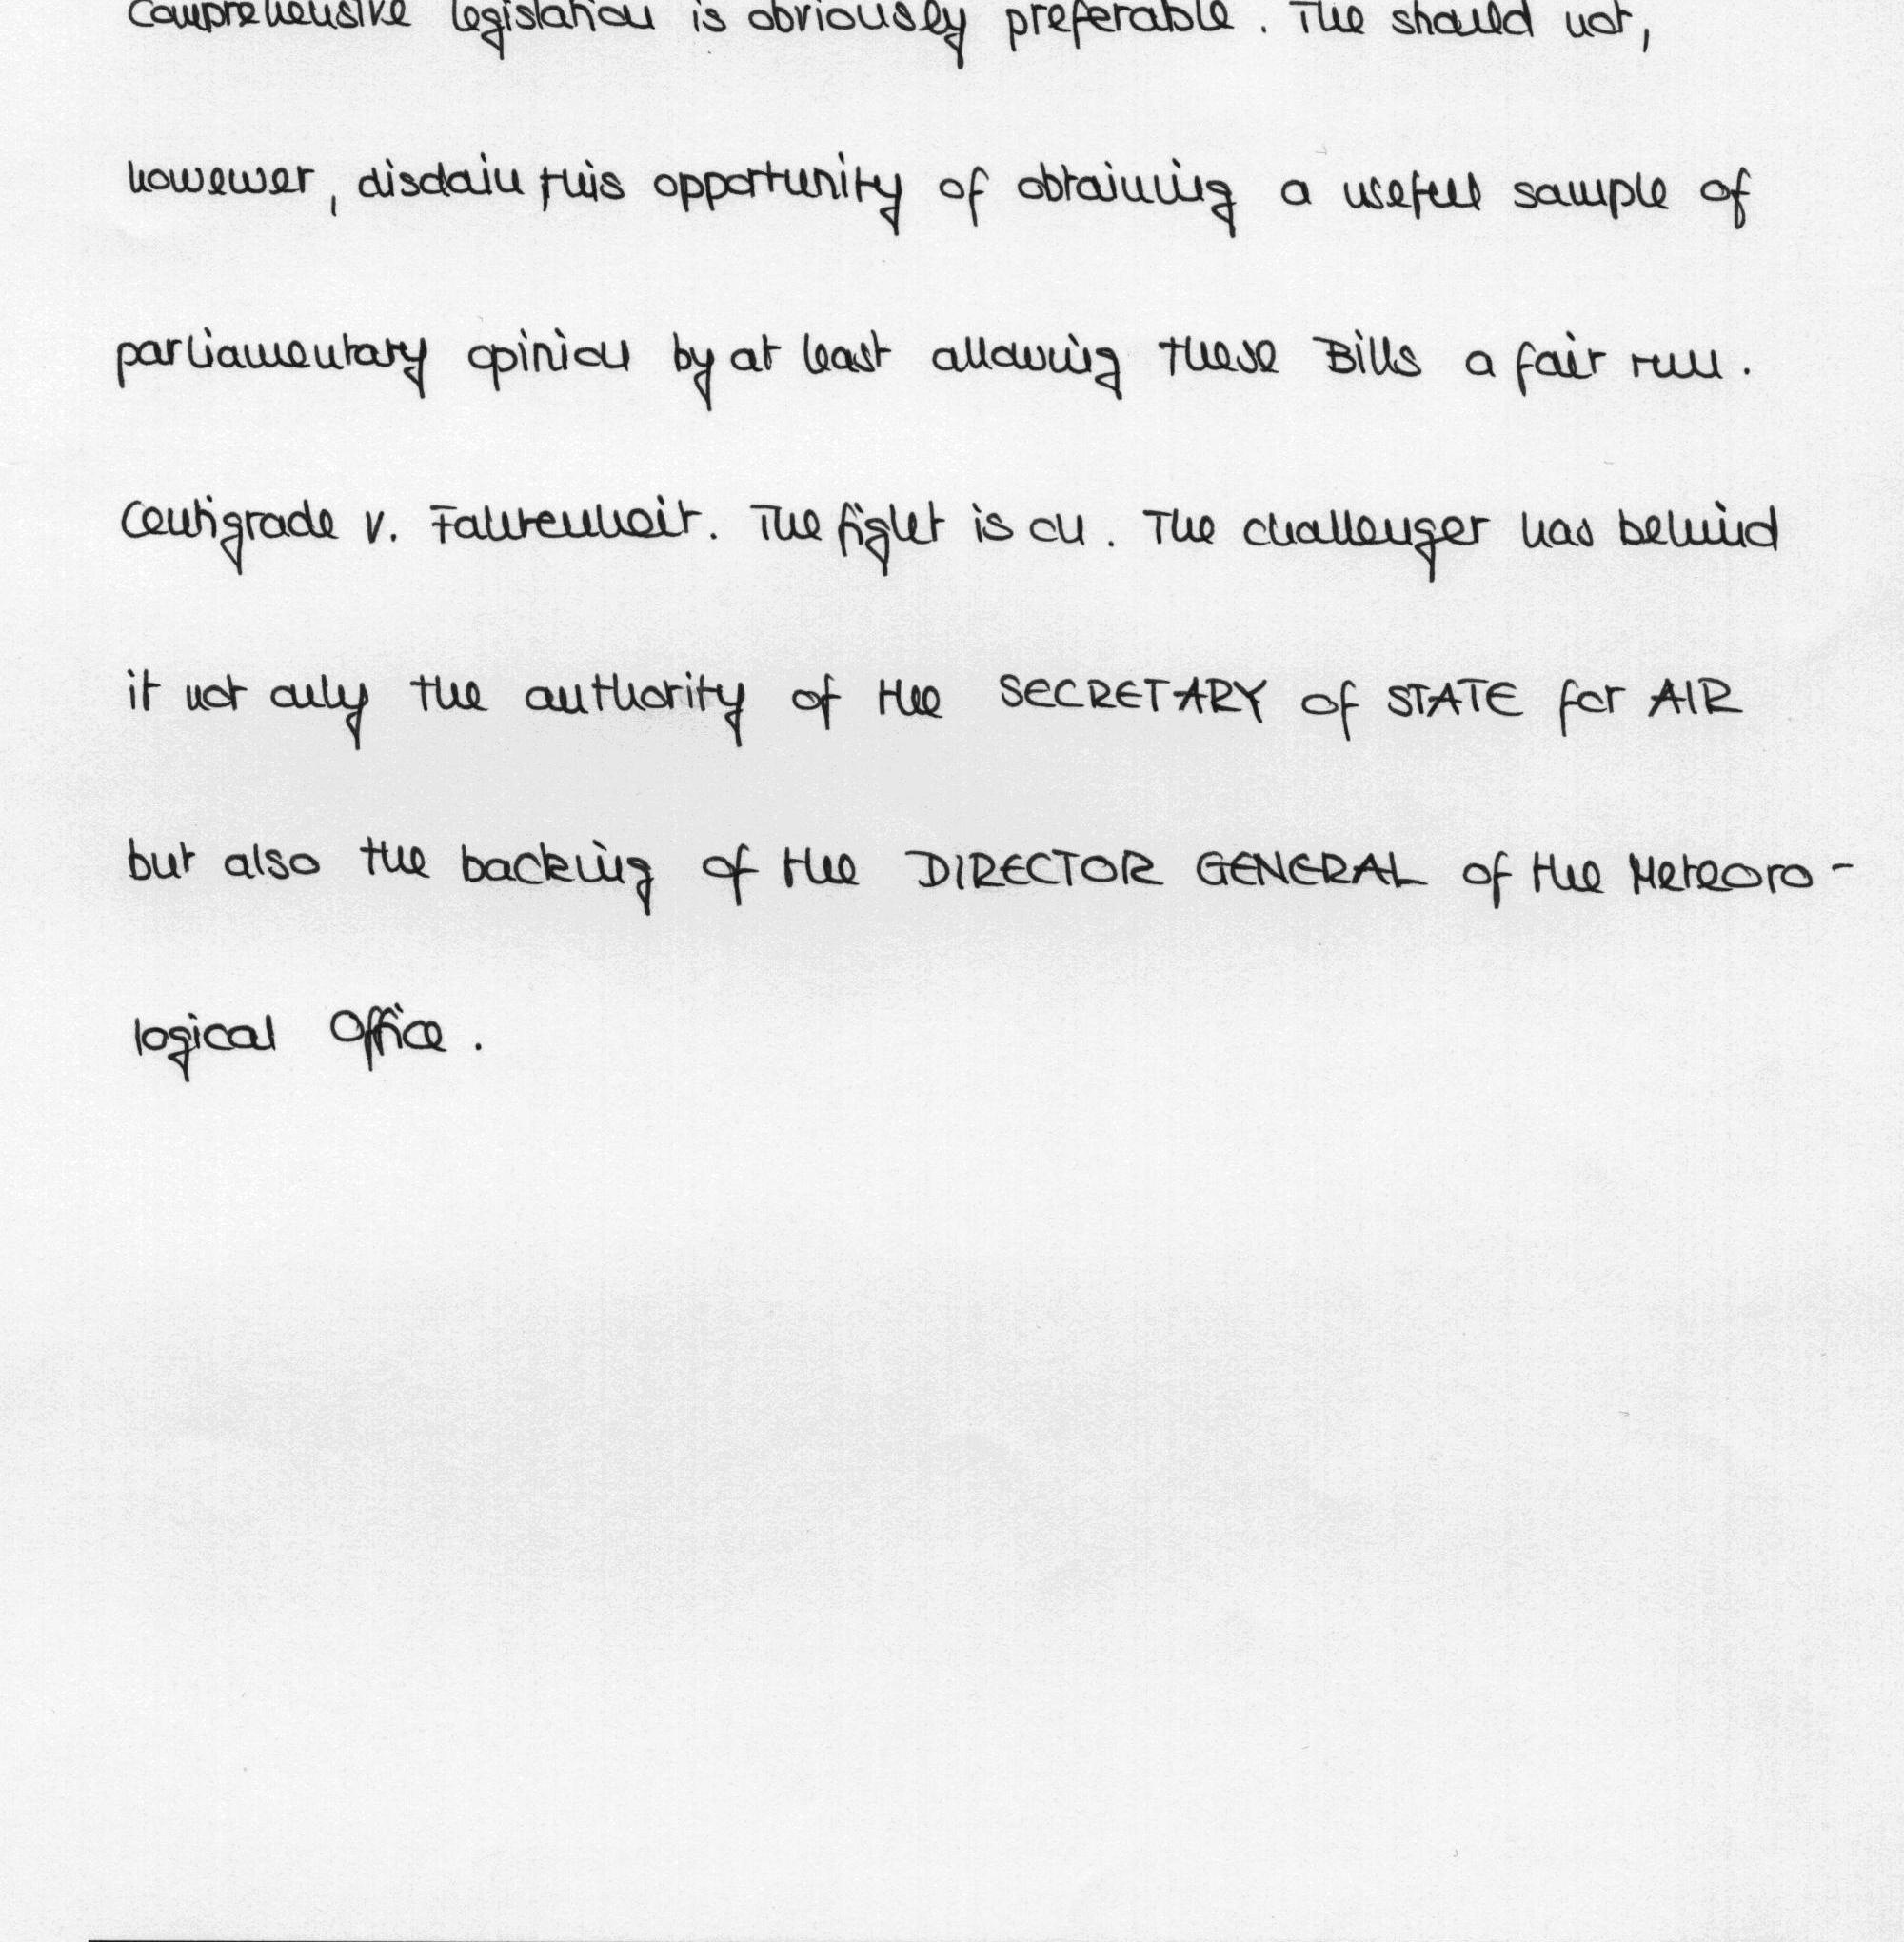 Comprehensive legislation is obviously preferable. The should not,
howewer, disdain this opportunity of obtaining a useful sample of
parliamentary opinion by at least allowing these Bills a fair run.
Centigrade v. Fahrenheit. The fight is on. The challenger has behind
it not only the authority of the SECRETARY of STATE for AIR
but also the backing of the DIRECTOR GENERAL of the Meteoro-
logical Office.